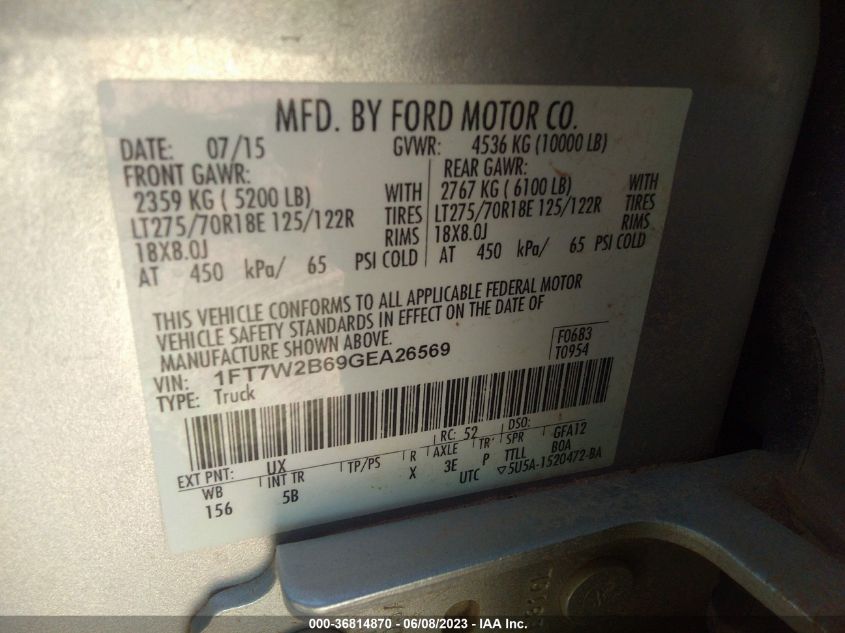 MFD. BY FORD MOTOR CO.
DATE: 07/15 GVWR: 4536 KG (10000 LB)
FRONT GAWR: REAR GAWR:
2359 KG ( 5200 LB) WITH 2767 KG ( 6100 LB) WITH
LT275/70R18E 125/122R TIRES LT275/70R18E 125/122R TIRES
18X8.0J RIMS 18X8.0J RIMS
AT 450 kPa/ 65 PSI COLD AT 450 kPa/ 65 PSI COLD
THIS VEHICLE CONFORMS TO ALL APPLICABLE FEDERAL MOTOR
VEHICLE SAFETY STANDARDS IN EFFECT ON THE DATE OF
MANUFACTURE SHOWN ABOVE.
F0683
VIN: 1FT7W2B69GEA26569
T0954
TYPE: Truck
RC: 52 DSO:
EXT PNT: UX TP/PS R AXLE TR' SPR GFA12
WB INT TR X 3E P TTLL BOA
156 5B UTC ▽5U5A-1520472-BA
000-36814870 - 06/08/2023 - IAA Inc.